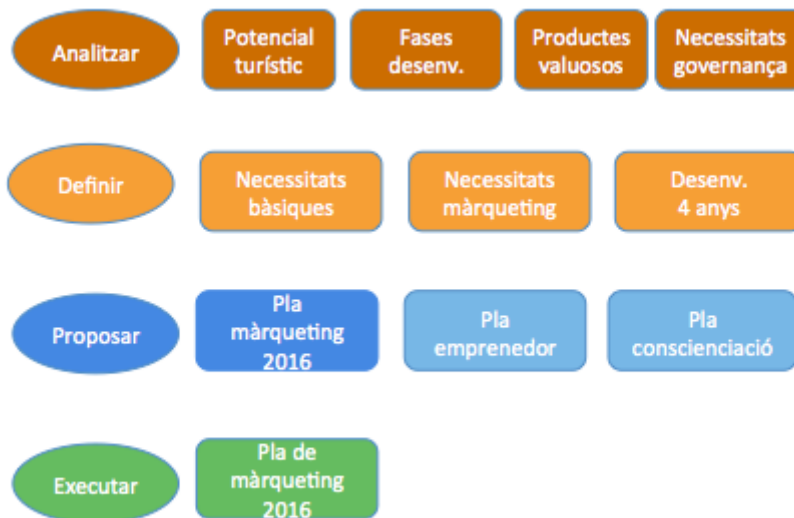 Analitzar
Potencial
turístic
Fases
desenv.
Productes
valuosos
Necessitats
governança
Definir
Necessitats
bàsiques
Necessitats
màrqueting
Desenv.
4 anys
Proposar
Pla
màrqueting
2016
Pla
emprenedor
Pla
conscienciació
Executar
Pla de
màrqueting
2016